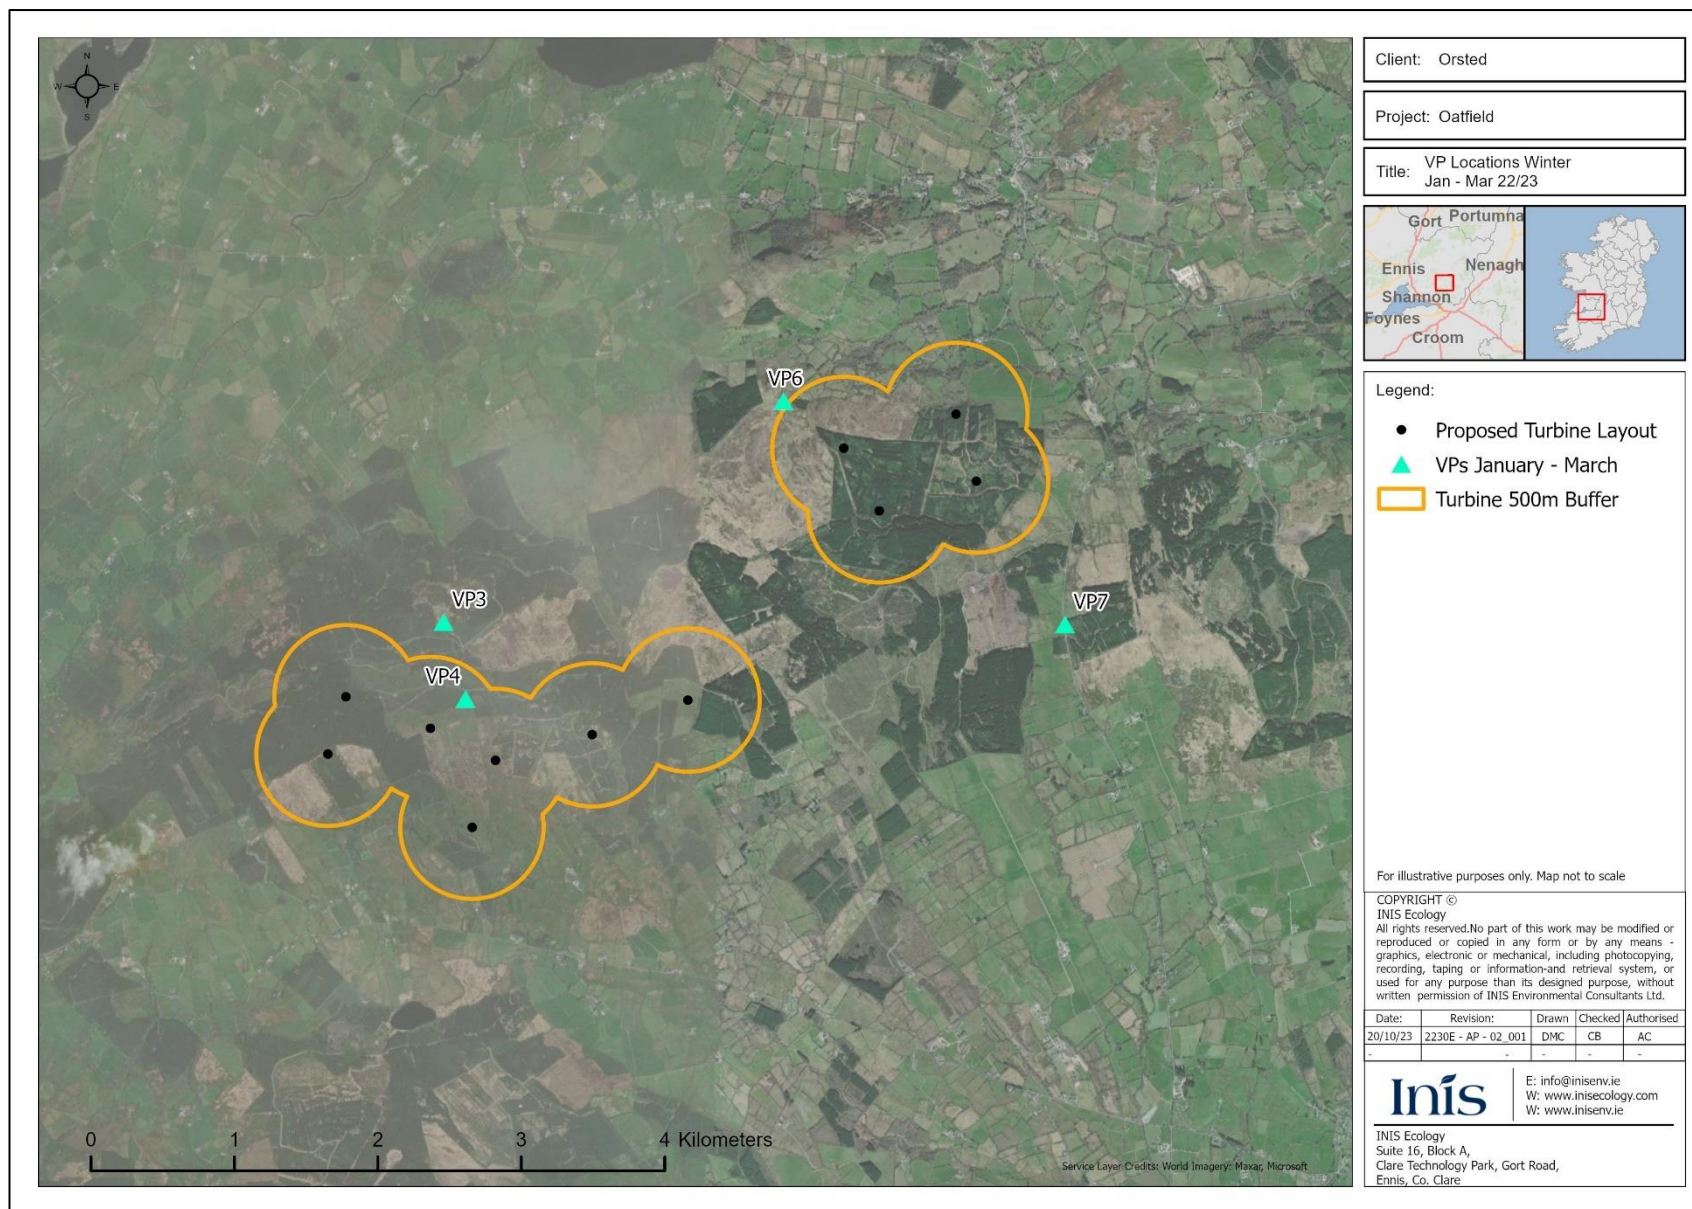 N
W
E
S
VP6
VP3
VP7
VP4
0 1 2 3 4 Kilometers
Service Layer Credits: World Imagery: Maxar, Microsoft
Client: Orsted
Project: Oatfield
Title: VP Locations Winter
Jan - Mar 22/23
Gort Portumna
Ennis Nenagh
Shannon
Foynes
Croom
Legend:
Proposed Turbine Layout
VPs January - March
Turbine 500m Buffer
For illustrative purposes only. Map not to scale
COPYRIGHT ©
INIS Ecology
All rights reserved.No part of this work may be modified or
reproduced or copied in any form or by any means -
graphics, electronic or mechanical, including photocopying,
recording, taping or information-and retrieval system, or
used for any purpose than its designed purpose, without
written permission of INIS Environmental Consultants Ltd.
Date: Revision: Drawn Checked Authorised
20/10/23 2230E - AP - 02_001 DMC CB AC
- - - - -
Inís
E: info@inisenv.ie
W: www.inisecology.com
W: www.inisenv.ie
INIS Ecology
Suite 16, Block A,
Clare Technology Park, Gort Road,
Ennis, Co. Clare